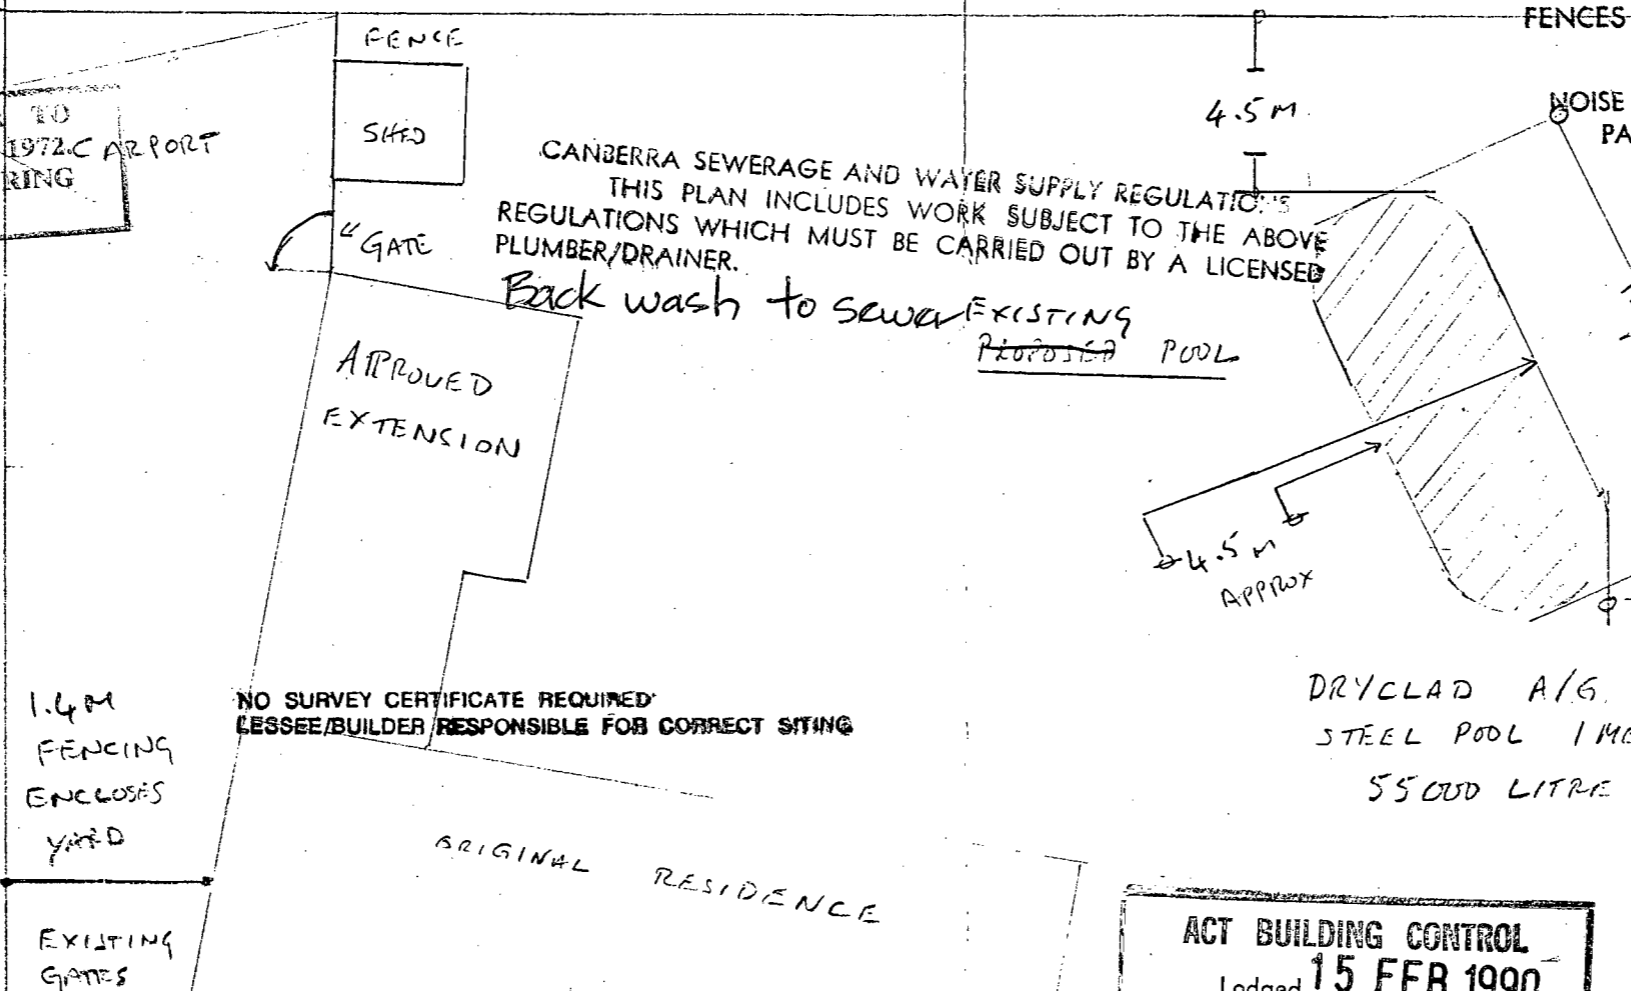 FENCES
FENCE
4.5 M.
NOISE
PA
TO
1972. CARPORT
RING
SHED
CANBERRA SEWERAGE AND WATER SUPPLY REGULATIONS
THIS PLAN INCLUDES WORK SUBJECT TO THE ABOVE
REGULATIONS WHICH MUST BE CARRIED OUT BY A LICENSED
PLUMBER/DRAINER.
GATE
Back wash to sewer
EXISTING
PROPOSED POOL
APPROVED
EXTENSION
4.5 M
APPROX
1.4 M
FENCING
ENCLOSES
YARD
NO SURVEY CERTIFICATE REQUIRED
LESSEE/BUILDER RESPONSIBLE FOR CORRECT SITING
DRYCLAD A/G.
STEEL POOL
55000 LITRE
ORIGINAL RESIDENCE
EXISTING
GATES
ACT BUILDING CONTROL
Lodged 15 FEB 1990